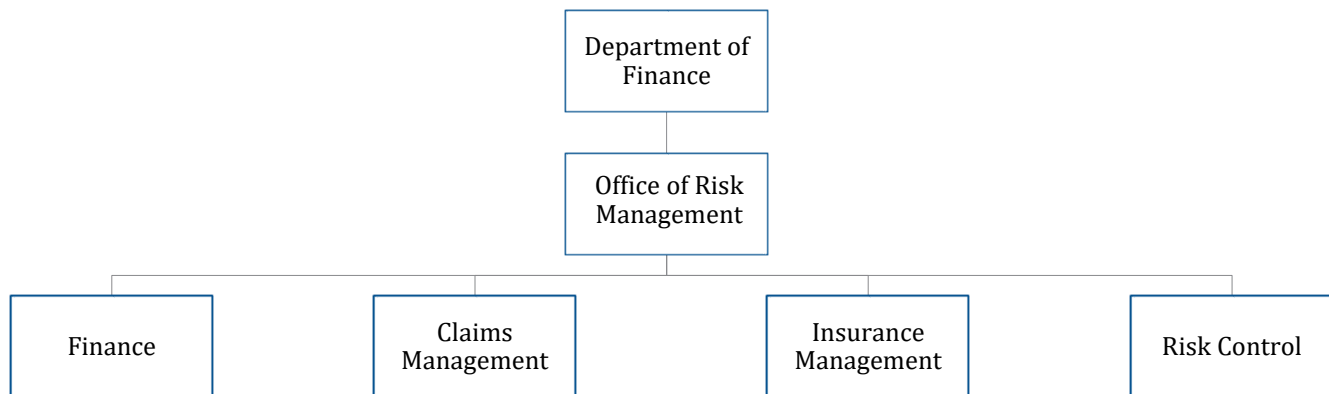 Department of
Finance
Office of Risk
Management
Finance
Claims
Management
Insurance
Management
Risk Control